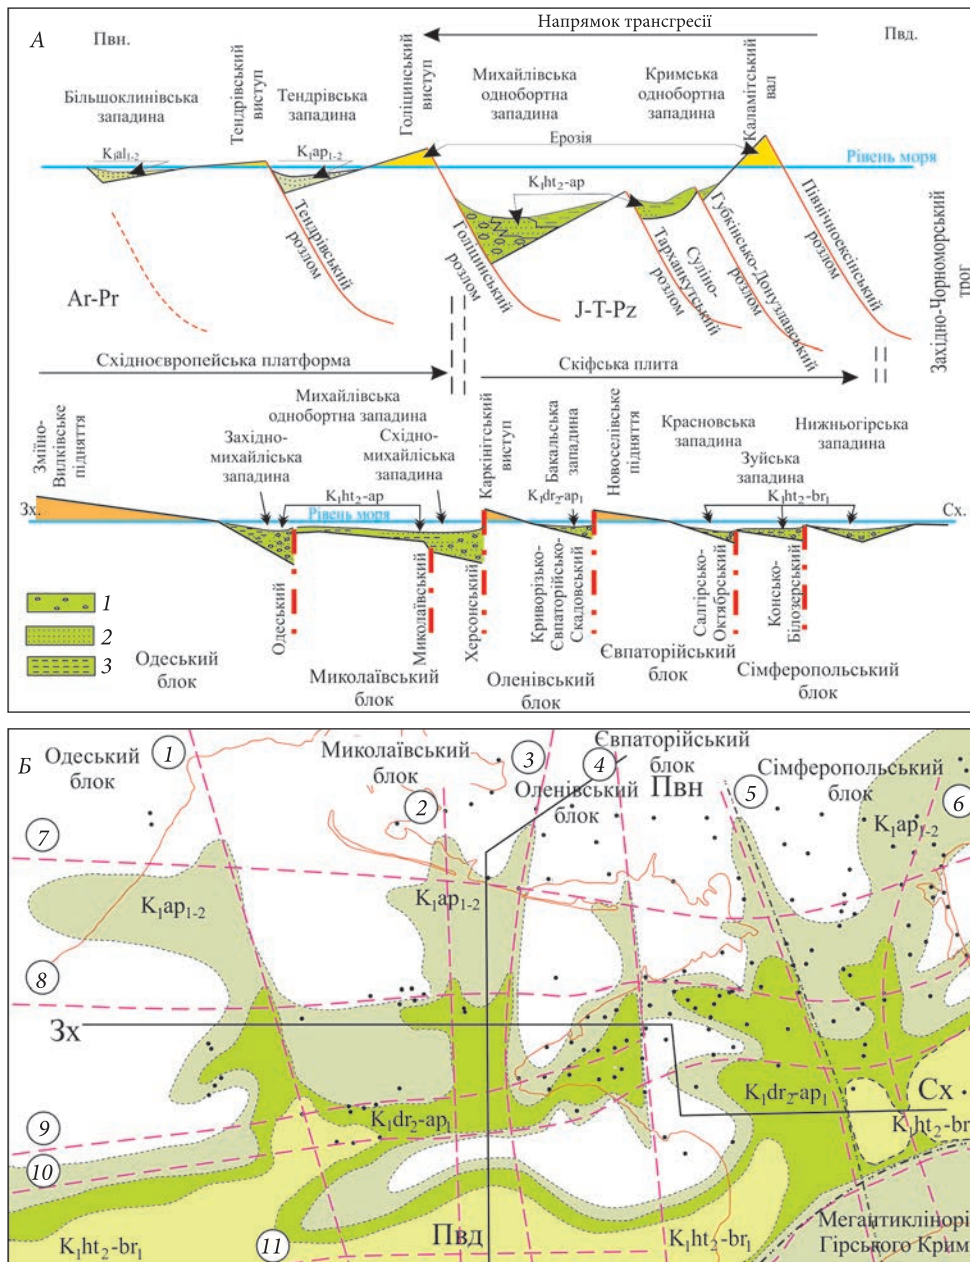 А
Напрямок трансгресії
Пвн.
Пвд.
Більшоклинівська
западина
Тендрівський
виступ
Тендрівська
западина
Голіцинський
виступ
Михайлівська
однобортна
западина
Кримська
однобортна
западина
Каламітський
вал
K₁al₁₋₂
K₁ap₁₋₂
Ерозія
Рівень моря
K₁ht₂-ap
Тендрівський
розлом
Голіцинський
розлом
Суліно-
Тарханкутський
розлом
Губкінсько-Донузлавський
розлом
Північноексінський
розлом
Західно-Чорноморський
трог
Ar-Pr
J-T-Pz
Східноєвропейська платформа
Скіфська плита
Зміїно-
Вилківське
підняття
Михайлівська
однобортна западина
Західно-
михайліська
западина
Східно-
михайліська
западина
Каркінітський
виступ
Бакальська
западина
Новоселівське
підняття
Красновська
западина
Зуйська
западина
Нижньогірська
западина
K₁ht₂-ap
K₁dr₂-ap₁
K₁ht₂-br₁
Зх.
Рівень моря
Сх.
1
2
3
Одеський
Миколаївський
Херсонський
Криворізько-
Євпаторійсько-
Скадовський
Салгірсько-
Октябрський
Консько-
Білозерський
Одеський
блок
Миколаївський
блок
Оленівський
блок
Євпаторійський
блок
Сімферопольський
блок
Б
Одеський
блок
1
Миколаївський
блок
2
3
Оленівський
блок
4
Євпаторійський
блок
Пвн
5
Сімферопольський
блок
6
7
K₁ap₁₋₂
K₁ap₁₋₂
K₁ap₁₋₂
8
Зх
9
K₁dr₂-ap₁
K₁dr₂-ap₁
Сх
K₁ht₂-br₁
10
11
Пвд
K₁ht₂-br₁
K₁ht₂-br₁
Мегантиклінорі
Гірського Крим